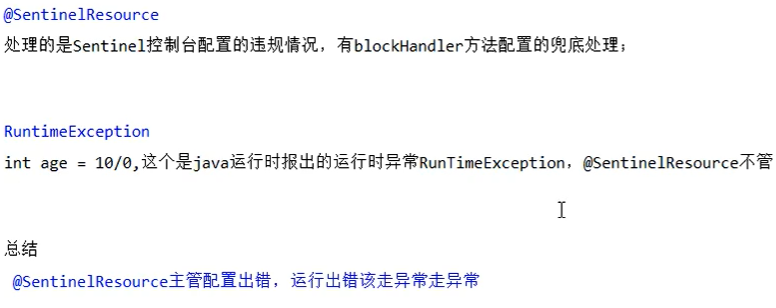 @SentinelResource
处理的是Sentinel控制台配置的违规情况，有blockHandler方法配置的兜底处理；
RuntimeException
int age = 10/0,这个是java运行时报出的运行时异常RunTimeException，@SentinelResource不管
总结
@SentinelResource主管配置出错，运行出错该走异常走异常